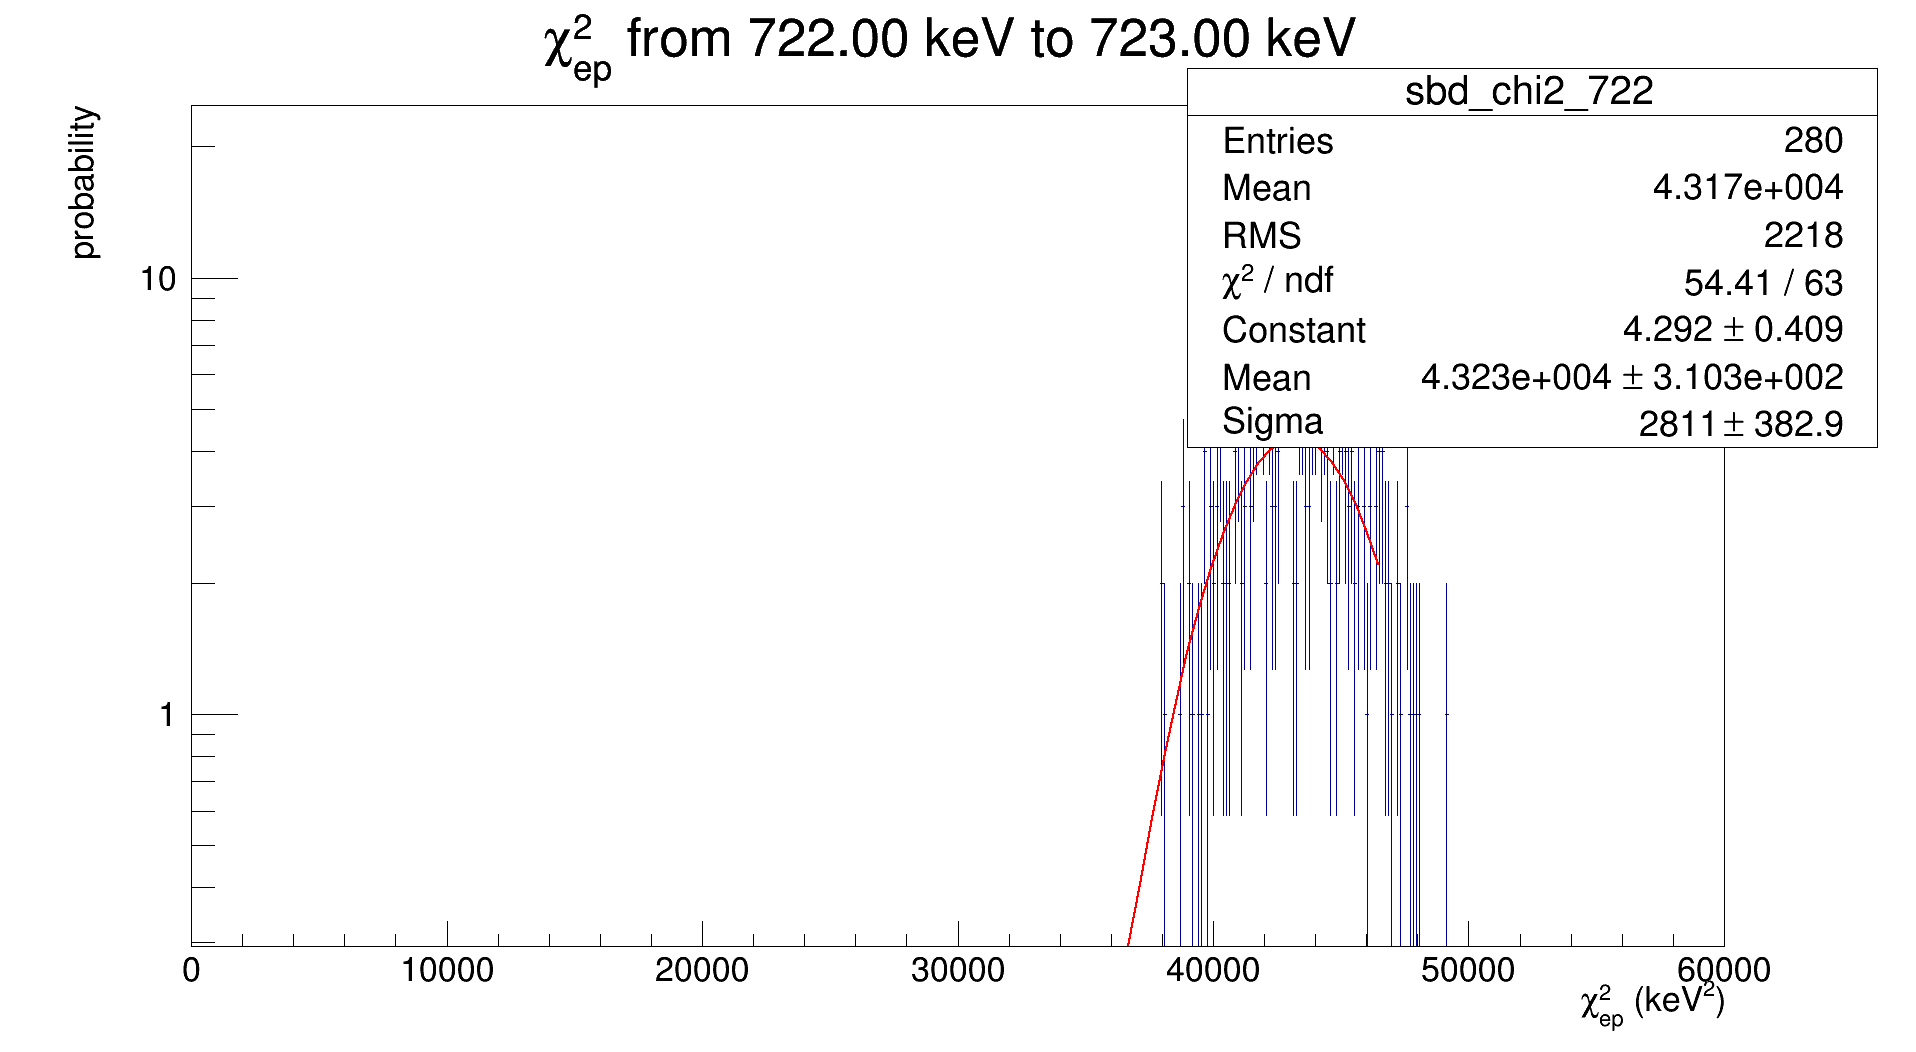 χ²ep from 722.00 keV to 723.00 keV
sbd_chi2_722
Entries 280
Mean 4.317e+004
RMS 2218
χ² / ndf 54.41 / 63
Constant 4.292 ± 0.409
Mean 4.323e+004 ± 3.103e+002
Sigma 2811 ± 382.9
probability
10
1
0 10000 20000 30000 40000 50000 60000
χ²ep (keV²)